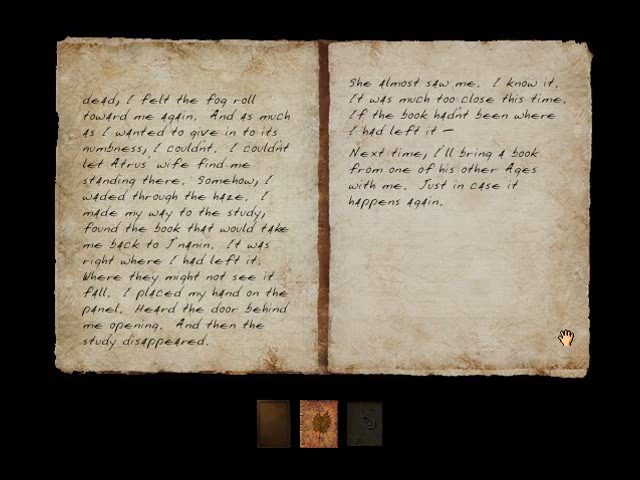 dead, I felt the fog roll
toward me again. And as much
as I wanted to give in to its
numbness, I couldn't. I couldn't
let Atrus' wife find me
standing there. Somehow, I
waded through the haze. I
made my way to the study,
found the book that would take
me back to J'nanin. It was
right where I had left it.
Where they might not see it
fall. I placed my hand on the
panel. Heard the door behind
me opening. And then the
study disappeared.
She almost saw me. I know it.
It was much too close this time.
If the book hadn't been where
I had left it —
Next time, I'll bring a book
from one of his other Ages
with me. Just in case it
happens again.